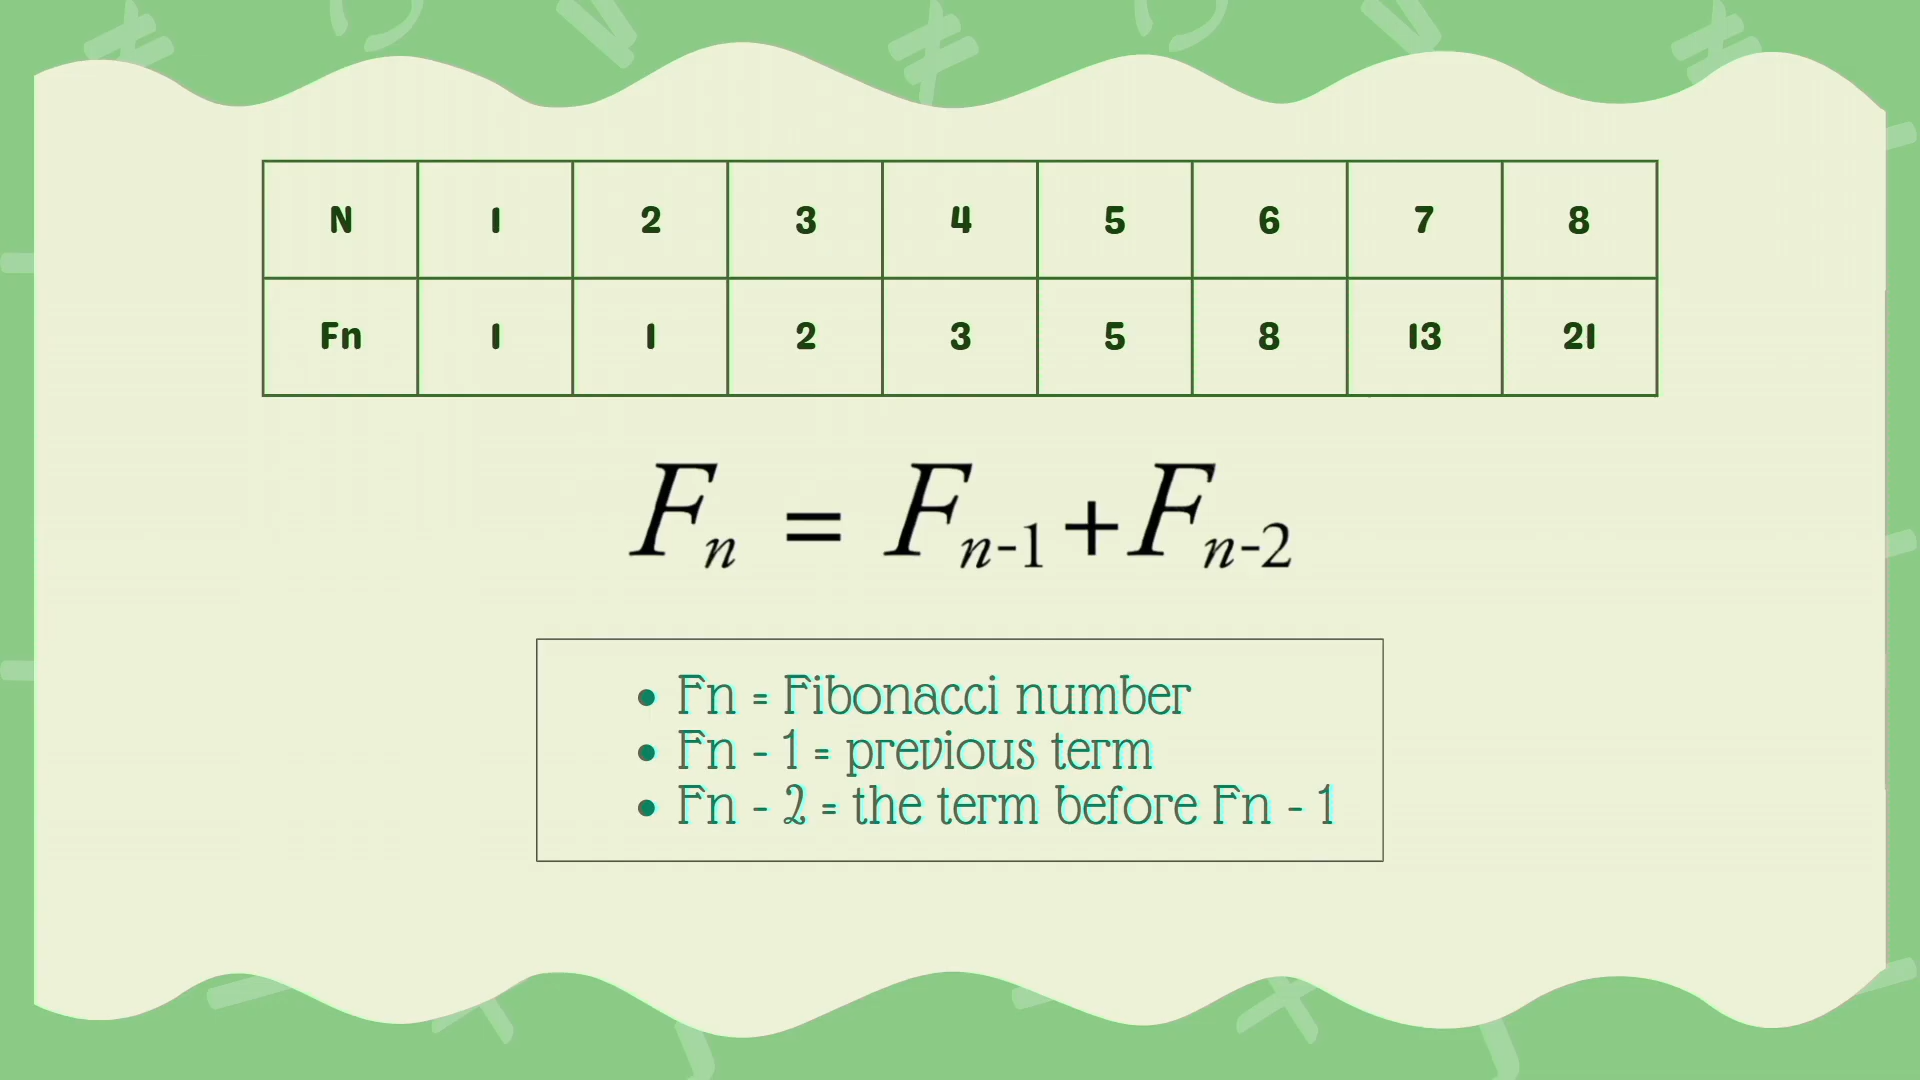 N 1 2 3 4 5 6 7 8
Fn 1 1 2 3 5 8 13 21
Fn = Fn-1+Fn-2
Fn = Fibonacci number
Fn - 1 = previous term
Fn - 2 = the term before Fn - 1